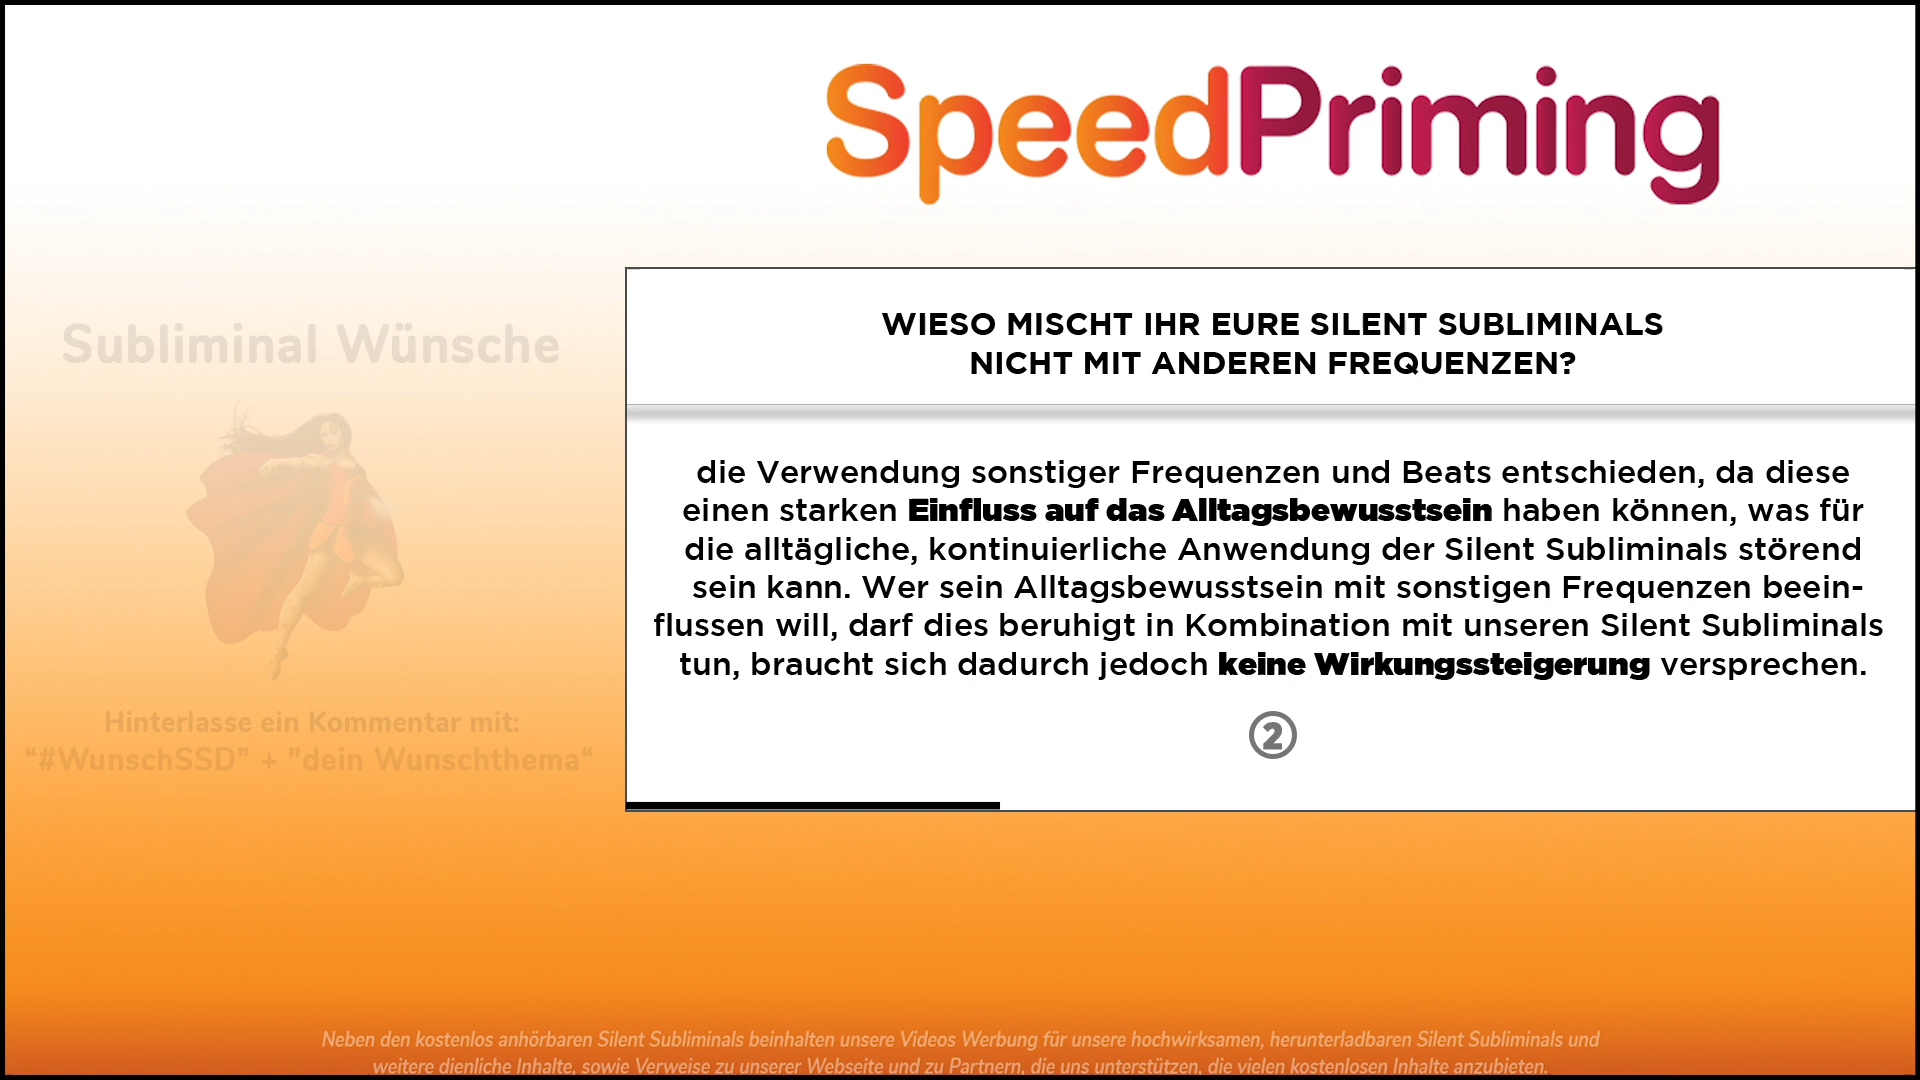 SpeedPriming
Subliminal Wünsche
Hinterlasse ein Kommentar mit:
“#WunschSSD” + "dein Wunschthema“
WIESO MISCHT IHR EURE SILENT SUBLIMINALS
NICHT MIT ANDEREN FREQUENZEN?
die Verwendung sonstiger Frequenzen und Beats entschieden, da diese
einen starken Einfluss auf das Alltagsbewusstsein haben können, was für
die alltägliche, kontinuierliche Anwendung der Silent Subliminals störend
sein kann. Wer sein Alltagsbewusstsein mit sonstigen Frequenzen beein-
flussen will, darf dies beruhigt in Kombination mit unseren Silent Subliminals
tun, braucht sich dadurch jedoch keine Wirkungssteigerung versprechen.
2
Neben den kostenlos anhörbaren Silent Subliminals beinhalten unsere Videos Werbung für unsere hochwirksamen, herunterladbaren Silent Subliminals und
weitere dienliche Inhalte, sowie Verweise zu unserer Webseite und zu Partnern, die uns unterstützen, die vielen kostenlosen Inhalte anzubieten.